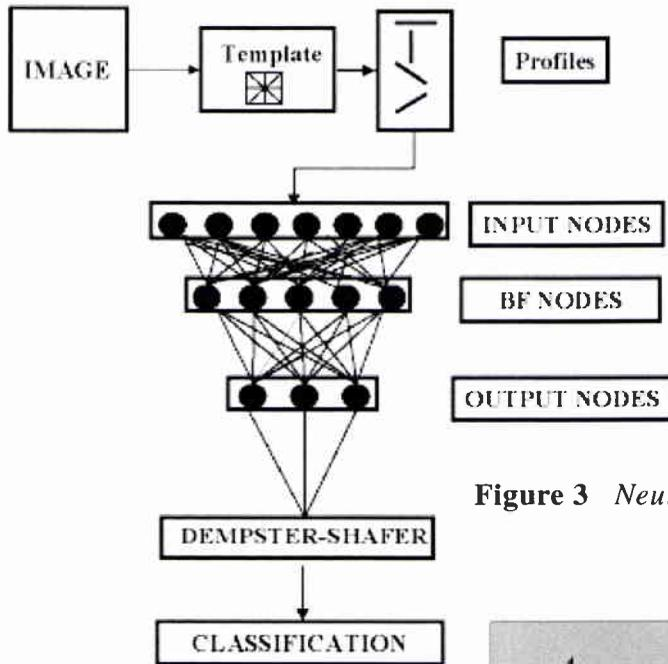 IMAGE
Template
Profiles
INPUT NODES
BF NODES
OUTPUT NODES
Figure 3
DEMPSTER-SHAFER
CLASSIFICATION